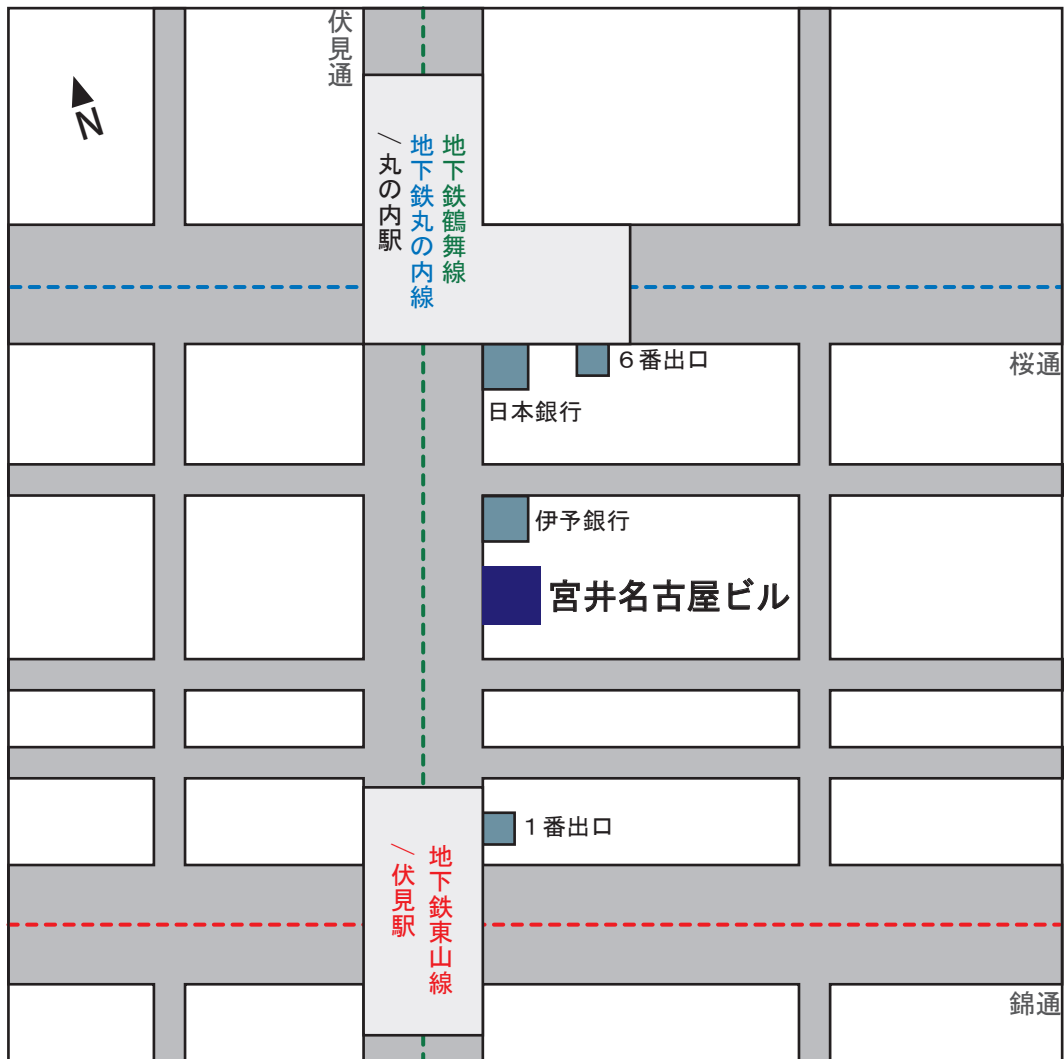 伏見通
N
地下鉄鶴舞線
地下鉄丸の内線
/丸の内駅
6番出口
桜通
日本銀行
伊予銀行
宮井名古屋ビル
1番出口
地下鉄東山線
/伏見駅
錦通